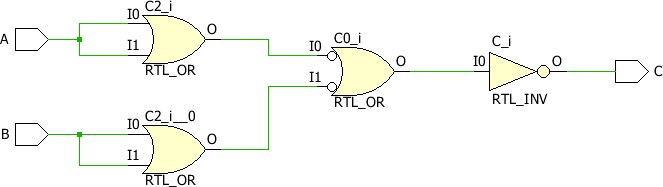 C2_i
A
I0
I1
O
RTL_OR
C0_i
I0
I1
O
RTL_OR
C_i
I0
O
RTL_INV
C
C2_i__0
B
I0
I1
O
RTL_OR